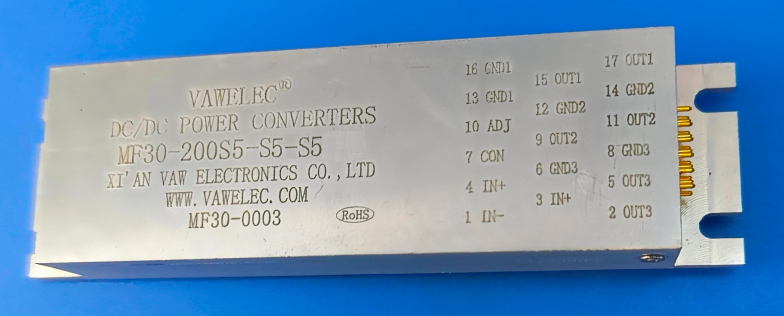 VAWELEC®
DC/DC POWER CONVERTERS
MF30-200S5-S5-S5
XI'AN VAW ELECTRONICS CO.,LTD
WWW.VAWELEC.COM
MF30-0003
RoHS
16 GND1
13 GND1
10 ADJ
7 CON
4 IN+
1 IN-
15 OUT1
12 GND2
9 OUT2
6 GND3
3 IN+
17 OUT1
14 GND2
11 OUT2
8 GND3
5 OUT3
2 OUT3